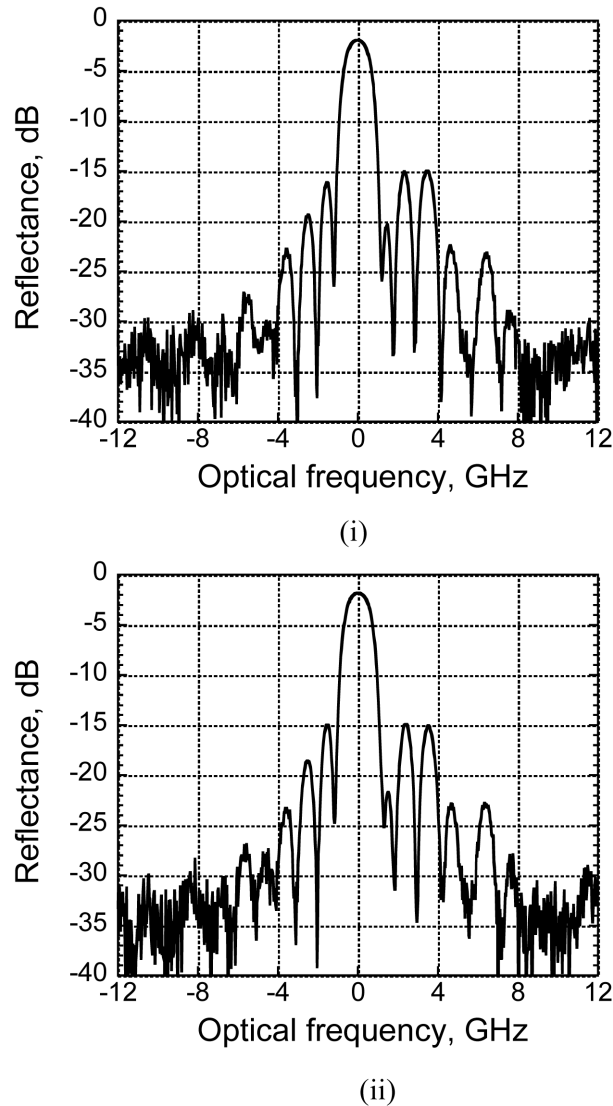 0
-5
-10
-15
-20
-25
-30
-35
-40
Reflectance, dB
-12 -8 -4 0 4 8 12
Optical frequency, GHz
(i)
0
-5
-10
-15
-20
-25
-30
-35
-40
Reflectance, dB
-12 -8 -4 0 4 8 12
Optical frequency, GHz
(ii)